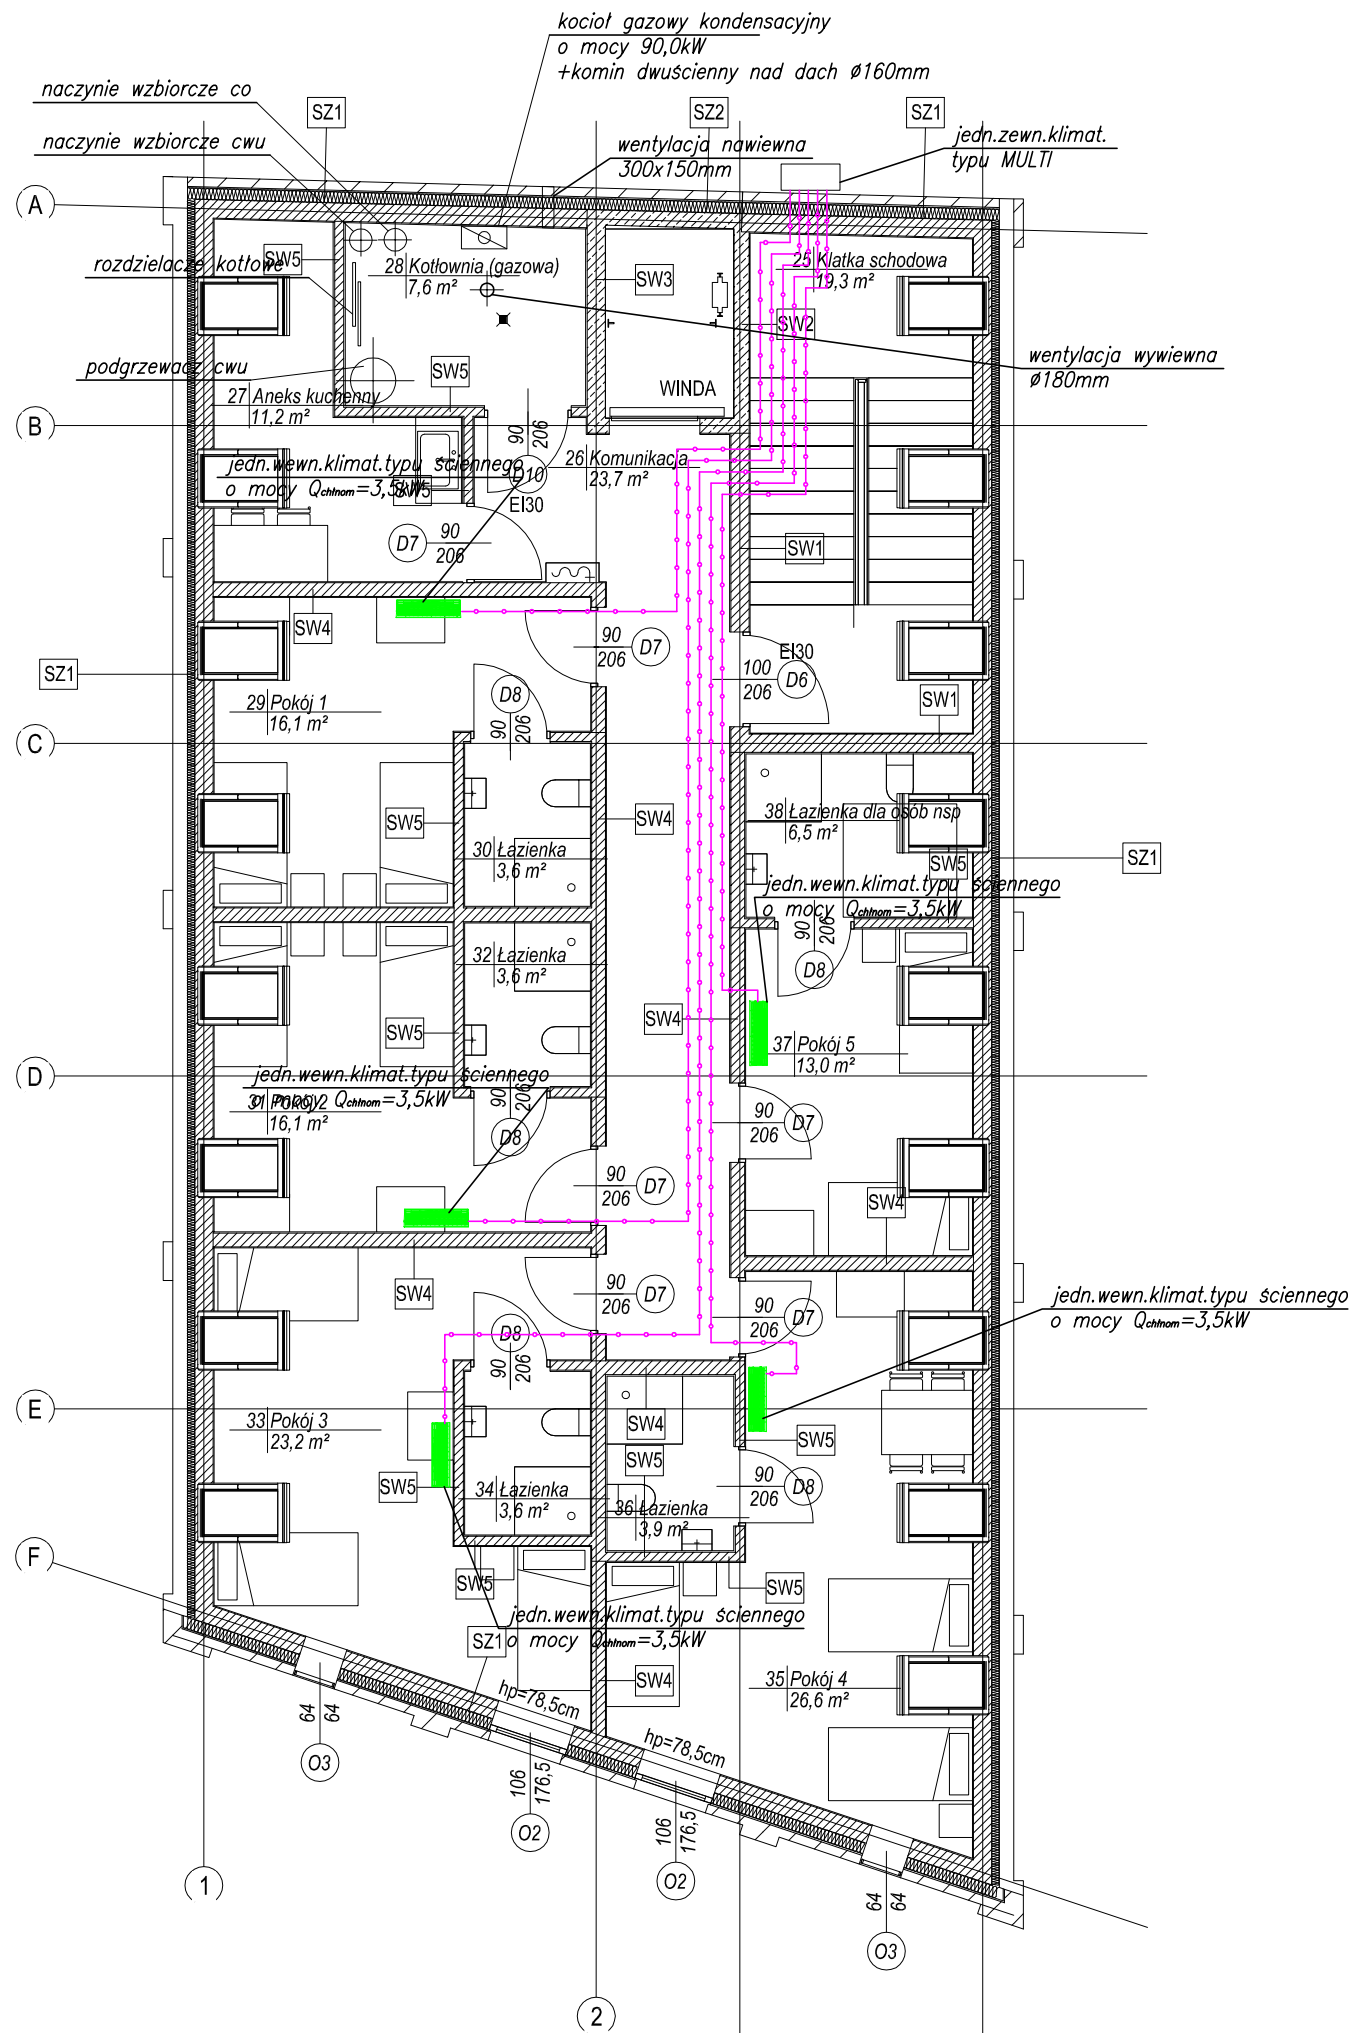 kocioł gazowy kondensacyjny
o mocy 90,0kW
+komin dwuścienny nad dach ø160mm
naczynie wzbiorcze co
naczynie wzbiorcze cwu
SZ1
SZ2
SZ1
wentylacja nawiewna
300x150mm
jedn.zewn.klimat.
typu MULTI
A
rozdzielacze kotłowe
SW5
28 Kotłownia (gazowa)
7,6 m²
SW3
25 Klatka schodowa
19,3 m²
SW2
wentylacja wywiewna
ø180mm
podgrzewacz cwu
SW5
WINDA
27 Aneks kuchenny
11,2 m²
B
90
206
D10
EI30
26 Komunikacja
23,7 m²
jedn.wewn.klimat.typu ściennego
o mocy Qchłnom=3,5kW
SW5
D7
90
206
SW1
SW4
90
206
D7
EI30
100
206
D6
SZ1
29 Pokój 1
16,1 m²
D8
90
206
SW1
C
SW5
SW4
38 Łazienka dla osób nsp
6,5 m²
30 Łazienka
3,6 m²
SW5
SZ1
jedn.wewn.klimat.typu ściennego
o mocy Qchłnom=3,5kW
90
206
D8
32 Łazienka
3,6 m²
SW5
SW4
37 Pokój 5
13,0 m²
D
jedn.wewn.klimat.typu ściennego
o mocy Qchłnom=3,5kW
31 Pokój 2
16,1 m²
90
206
D8
90
206
D7
90
206
D7
SW4
SW4
90
206
D7
90
206
D7
jedn.wewn.klimat.typu ściennego
o mocy Qchłnom=3,5kW
D8
90
206
E
33 Pokój 3
23,2 m²
SW4
SW5
SW5
SW5
34 Łazienka
3,6 m²
36 Łazienka
3,9 m²
90
206
D8
F
SW5
SW5
jedn.wewn.klimat.typu ściennego
o mocy Qchłnom=3,5kW
SZ1
SW4
35 Pokój 4
26,6 m²
hp=78,5cm
hp=78,5cm
64
64
O3
106
176,5
O2
106
176,5
O2
64
64
O3
1
2